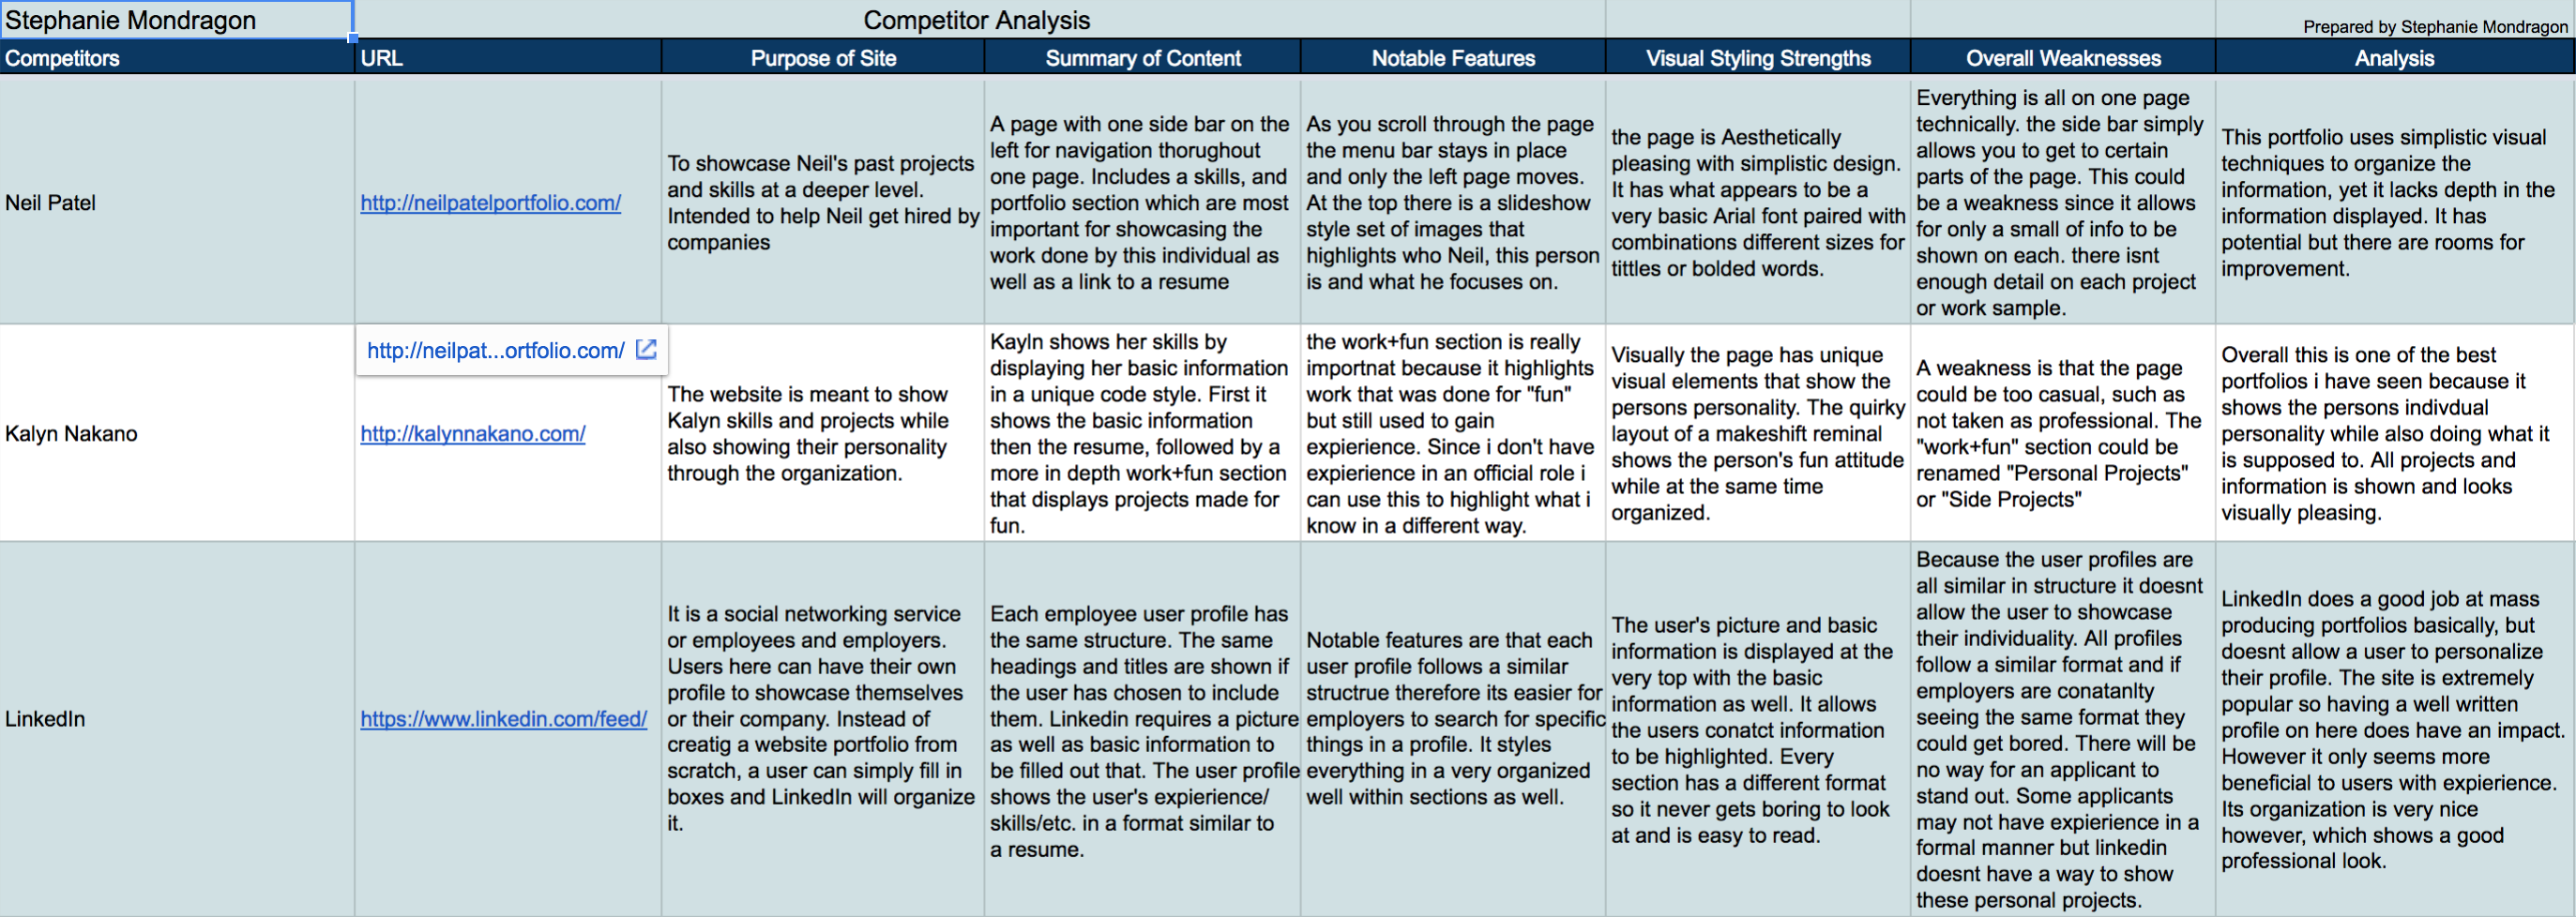 Stephanie Mondragon
Competitor Analysis
Prepared by Stephanie Mondragon
Competitors
URL
Purpose of Site
Summary of Content
Notable Features
Visual Styling Strengths
Overall Weaknesses
Analysis
Neil Patel
http://neilpatelportfolio.com/
To showcase Neil's past projects
and skills at a deeper level.
Intended to help Neil get hired by
companies
A page with one side bar on the
left for navigation thorughout
one page. Includes a skills, and
portfolio section which are most
important for showcasing the
work done by this individual as
well as a link to a resume
As you scroll through the page
the menu bar stays in place
and only the left page moves.
At the top there is a slideshow
style set of images that
highlights who Neil, this person
is and what he focuses on.
the page is Aesthetically
pleasing with simplistic design.
It has what appears to be a
very basic Arial font paired with
combinations different sizes for
tittles or bolded words.
Everything is all on one page
technically. the side bar simply
allows you to get to certain
parts of the page. This could
be a weakness since it allows
for only a small of info to be
shown on each. there isnt
enough detail on each project
or work sample.
This portfolio uses simplistic visual
techniques to organize the
information, yet it lacks depth in the
information displayed. It has
potential but there are rooms for
improvement.
http://neilpat...ortfolio.com/
Kalyn Nakano
http://kalynnakano.com/
The website is meant to show
Kalyn skills and projects while
also showing their personality
through the organization.
Kayln shows her skills by
displaying her basic information
in a unique code style. First it
shows the basic information
then the resume, followed by a
more in depth work+fun section
that displays projects made for
fun.
the work+fun section is really
importnat because it highlights
work that was done for "fun"
but still used to gain
expierience. Since i don't have
expierience in an official role i
can use this to highlight what i
know in a different way.
Visually the page has unique
visual elements that show the
persons personality. The quirky
layout of a makeshift reminal
shows the person's fun attitude
while at the same time
organized.
A weakness is that the page
could be too casual, such as
not taken as professional. The
"work+fun" section could be
renamed "Personal Projects"
or "Side Projects"
Overall this is one of the best
portfolios i have seen because it
shows the persons indivdual
personality while also doing what it
is supposed to. All projects and
information is shown and looks
visually pleasing.
LinkedIn
https://www.linkedin.com/feed/
It is a social networking service
or employees and employers.
Users here can have their own
profile to showcase themselves
or their company. Instead of
creatig a website portfolio from
scratch, a user can simply fill in
boxes and LinkedIn will organize
it.
Each employee user profile has
the same structure. The same
headings and titles are shown if
the user has chosen to include
them. Linkedin requires a picture
as well as basic information to
be filled out that. The user profile
shows the user's expierience/
skills/etc. in a format similar to
a resume.
Notable features are that each
user profile follows a similar
structrue therefore its easier for
employers to search for specific
things in a profile. It styles
everything in a very organized
well within sections as well.
The user's picture and basic
information is displayed at the
very top with the basic
information as well. It allows
the users conatct information
to be highlighted. Every
section has a different format
so it never gets boring to look
at and is easy to read.
Because the user profiles are
all similar in structure it doesnt
allow the user to showcase
their individuality. All profiles
follow a similar format and if
employers are conatanlty
seeing the same format they
could get bored. There will be
no way for an applicant to
stand out. Some applicants
may not have expierience in a
formal manner but linkedin
doesnt have a way to show
these personal projects.
LinkedIn does a good job at mass
producing portfolios basically, but
doesnt allow a user to personalize
their profile. The site is extremely
popular so having a well written
profile on here does have an impact.
However it only seems more
beneficial to users with expierience.
Its organization is very nice
however, which shows a good
professional look.